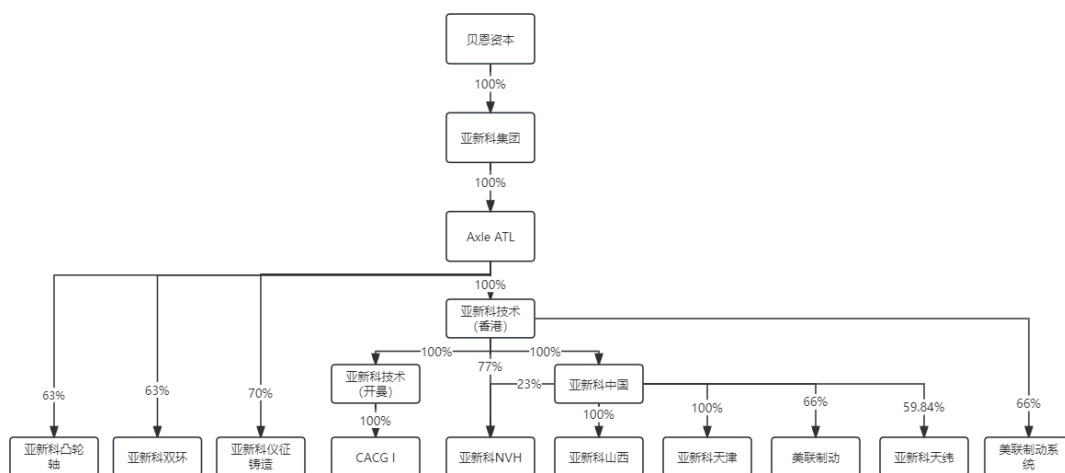 贝恩资本
100%
亚新科集团
100%
Axle ATL
100%
亚新科技术
(香港)
100%
100%
77%
亚新科技术
(开曼)
23%
亚新科中国
63%
63%
70%
100%
100%
100%
66%
59.84%
66%
亚新科凸轮
轴
亚新科双环
亚新科仪征
铸造
CACG I
亚新科NVH
亚新科山西
亚新科天津
美联制动
亚新科天纬
美联制动系
统